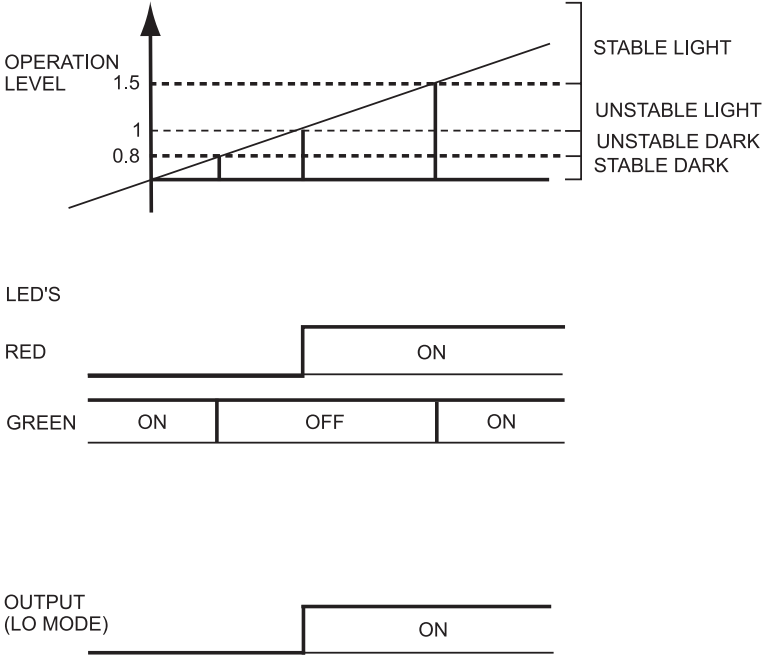 OPERATION
LEVEL
1.5
1
0.8
STABLE LIGHT
UNSTABLE LIGHT
UNSTABLE DARK
STABLE DARK
LED'S
RED
ON
GREEN
ON
OFF
ON
OUTPUT
(LO MODE)
ON